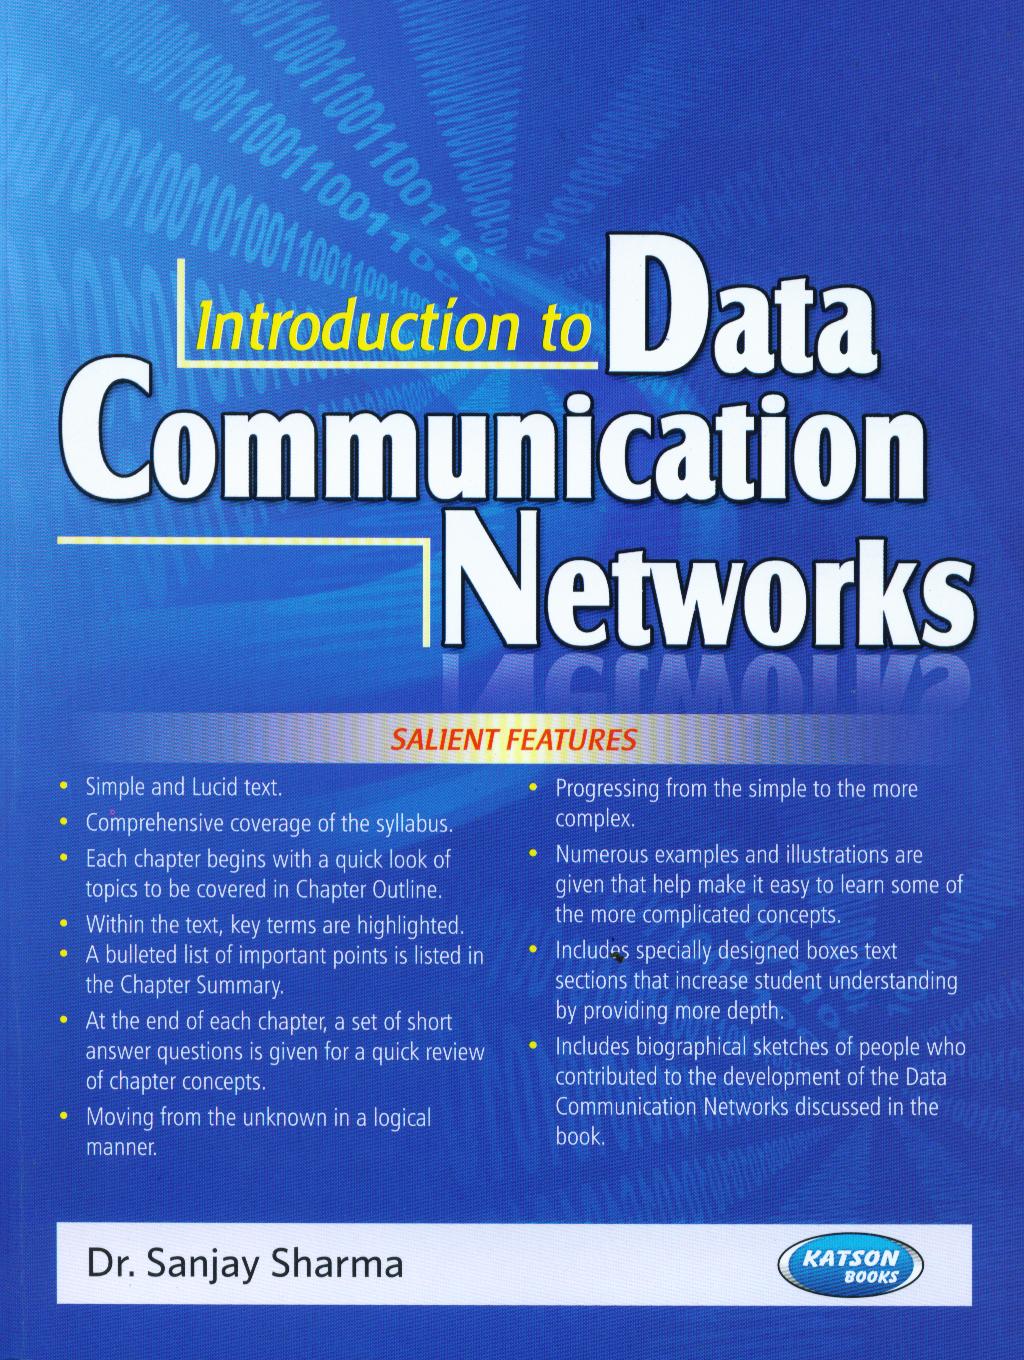 Introduction to Data
Communication
Networks
SALIENT FEATURES
• Simple and Lucid text.
• Comprehensive coverage of the syllabus.
• Each chapter begins with a quick look of
topics to be covered in Chapter Outline.
• Within the text, key terms are highlighted.
• A bulleted list of important points is listed in
the Chapter Summary.
• At the end of each chapter, a set of short
answer questions is given for a quick review
of chapter concepts.
• Moving from the unknown in a logical
manner.
• Progressing from the simple to the more
complex.
• Numerous examples and illustrations are
given that help make it easy to learn some of
the more complicated concepts.
• Includes specially designed boxes text
sections that increase student understanding
by providing more depth.
• Includes biographical sketches of people who
contributed to the development of the Data
Communication Networks discussed in the
book.
Dr. Sanjay Sharma
KATSON
BOOKS